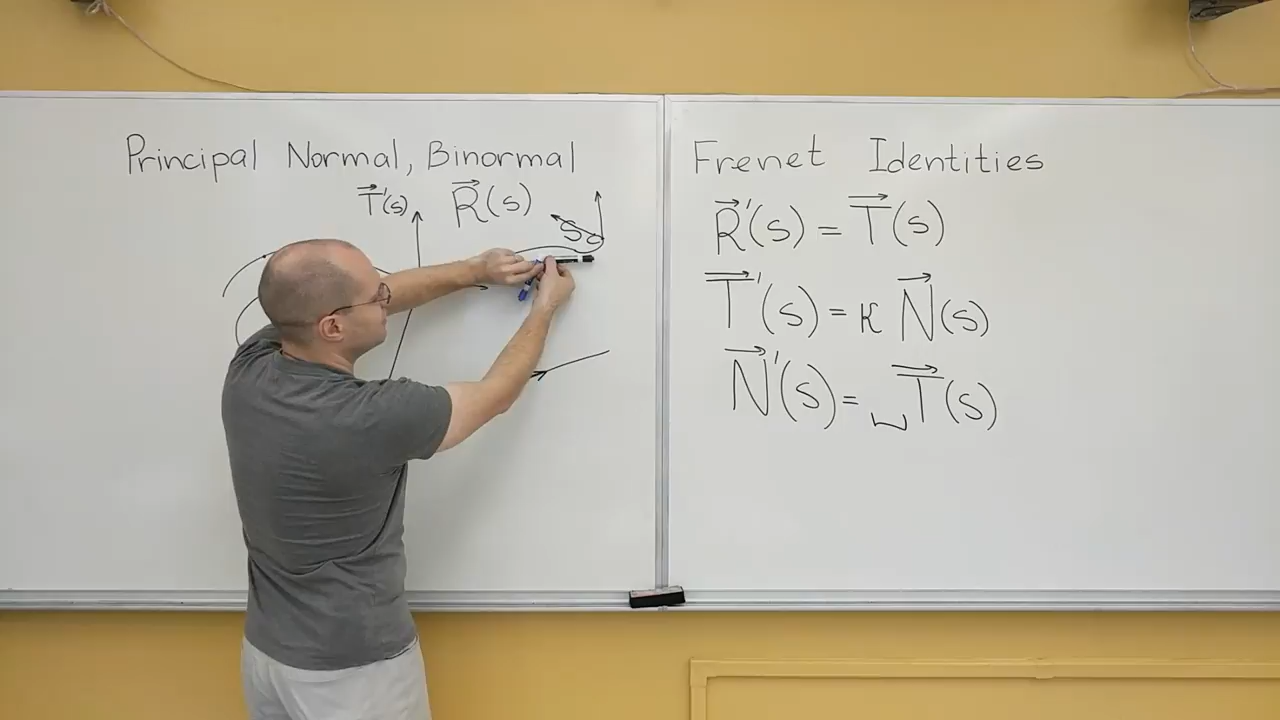 Principal Normal, Binormal
T⃗'(s) R⃗(s)
S
Frenet Identities
R⃗'(s) = T⃗(s)
T⃗'(s) = κ N⃗(s)
N⃗'(s) = ␣T⃗(s)